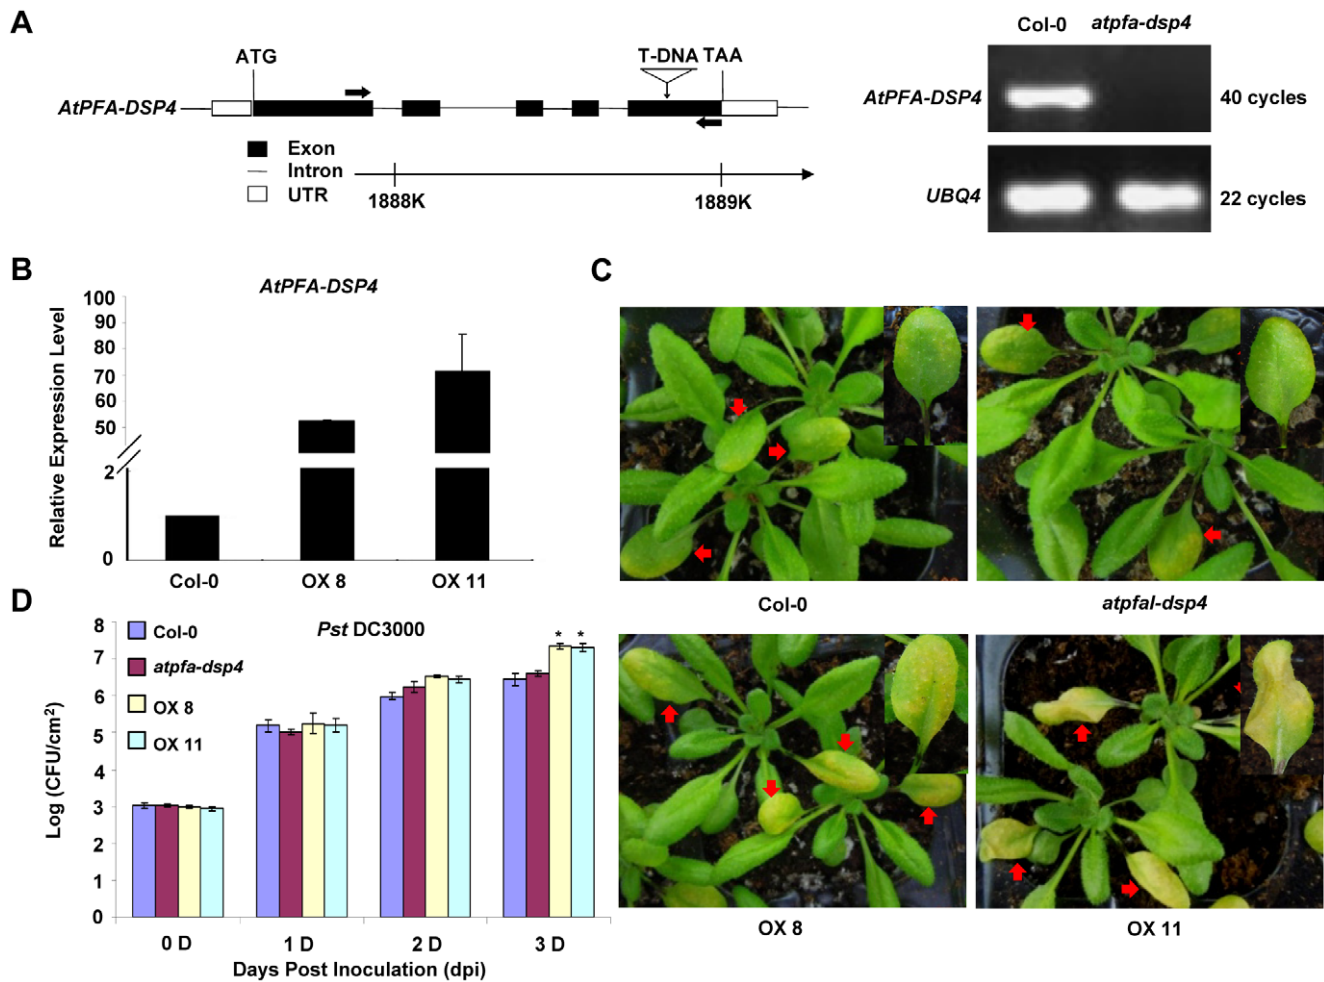 A
ATG
T-DNA TAA
AtPFA-DSP4
Exon
Intron
UTR
1888K
1889K
Col-0 atpfa-dsp4
AtPFA-DSP4
40 cycles
UBQ4
22 cycles
B
AtPFA-DSP4
Relative Expression Level
100
90
80
70
60
50
2
0
Col-0
OX 8
OX 11
C
Col-0
atpfal-dsp4
OX 8
OX 11
D
Pst DC3000
Col-0
atpfa-dsp4
OX 8
OX 11
Log (CFU/cm²)
8
7
6
5
4
3
2
1
0
* *
0 D
1 D
2 D
3 D
Days Post Inoculation (dpi)